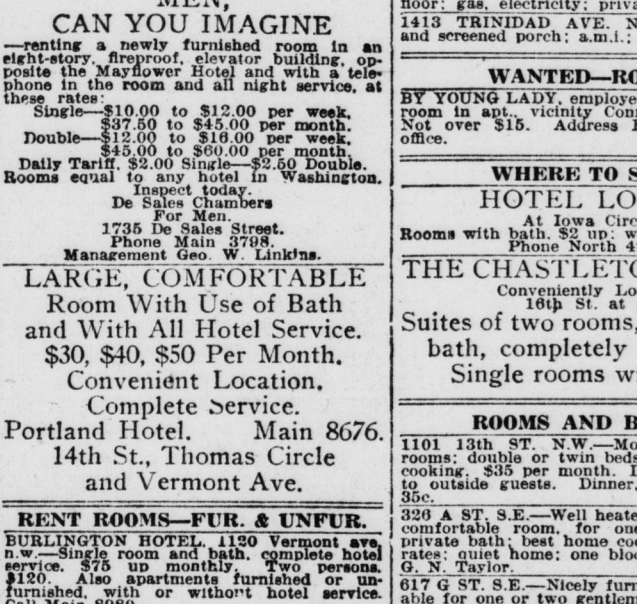 MEN,
CAN YOU IMAGINE
—renting a newly furnished room in an
eight-story, fireproof, elevator building, op-
posite the Mayflower Hotel and with a tele-
phone in the room and all night service, at
these rates:
Single—$10.00 to $12.00 per week,
$37.50 to $45.00 per month.
Double—$12.00 to $16.00 per week,
$45.00 to $60.00 per month.
Daily Tariff, $2.00 Single—$2.50 Double.
Rooms equal to any hotel in Washington.
Inspect today.
De Sales Chambers
For Men.
1735 De Sales Street.
Phone Main 3798.
Management Geo. W. Linkins.
LARGE, COMFORTABLE
Room With Use of Bath
and With All Hotel Service.
$30, $40, $50 Per Month.
Convenient Location,
Complete Service.
Portland Hotel. Main 8676.
14th St., Thomas Circle
and Vermont Ave.
RENT ROOMS—FUR. & UNFUR.
BURLINGTON HOTEL, 1120 Vermont ave.
n.w.—Single room and bath, complete hotel
service, $75 up monthly. Two persons,
$120. Also apartments furnished or un-
furnished, with or without hotel service.
Call Main 8080
floor; gas, electricity; priva
1413 TRINIDAD AVE. N
and screened porch; a.m.i.;
WANTED—RO
BY YOUNG LADY, employe
room in apt., vicinity Conn
Not over $15. Address
office.
WHERE TO S
HOTEL LO
At Iowa Circ
Rooms with bath, $2 up; w
Phone North 4
THE CHASTLETO
Conveniently Lo
16th St. at
Suites of two rooms,
bath, completely
Single rooms w
ROOMS AND B
1101 13th ST. N.W.—Mo
rooms; double or twin beds
cooking. $35 per month.
to outside guests. Dinner,
35c.
326 A ST. S.E.—Well heate
comfortable room, for one
private bath; best home coo
rates; quiet home; one bloc
G. N. Taylor.
617 G ST. S.E.—Nicely furn
able for one or two gentlem